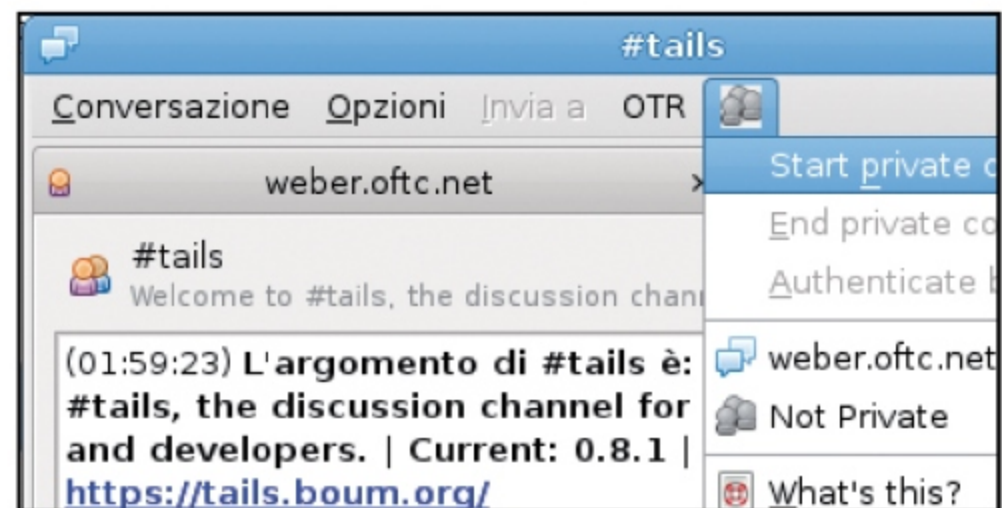 #tails
Conversazione Opzioni Invia a OTR
weber.oftc.net
#tails
Welcome to #tails, the discussion
(01:59:23) L'argomento di #tails è:
#tails, the discussion channel for
and developers. | Current: 0.8.1 |
https://tails.boum.org/
Start private
End private
Authenticate
weber.oftc.net
Not Private
What's this?